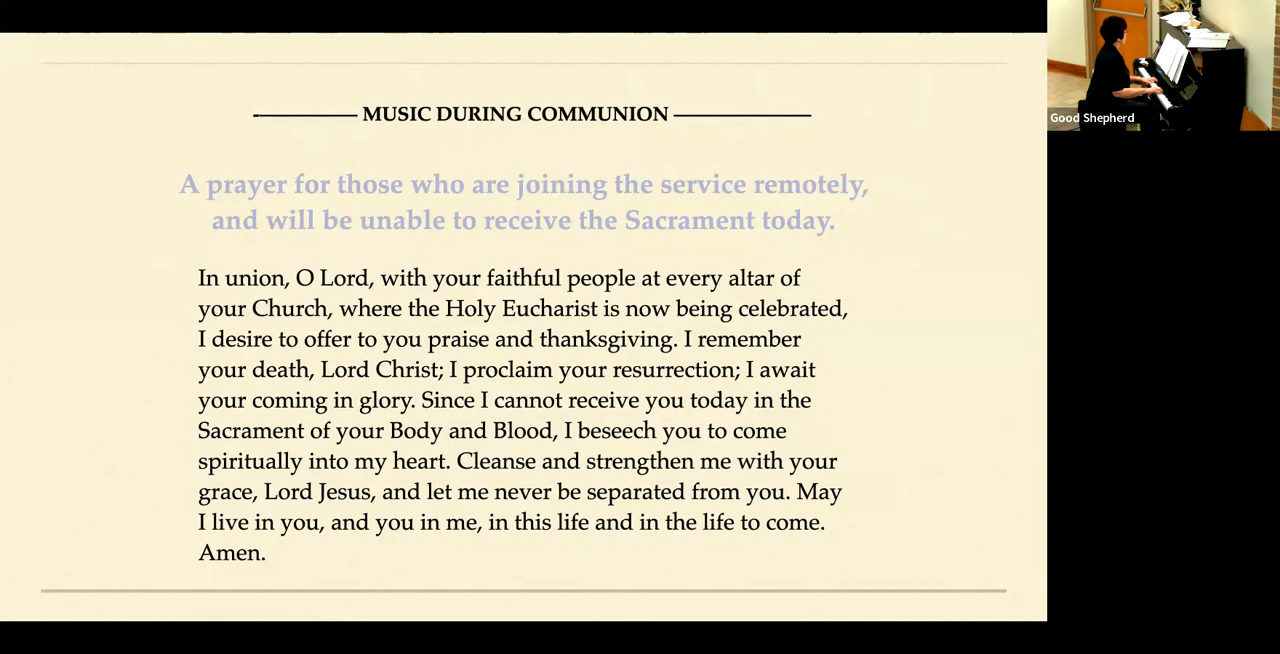 MUSIC DURING COMMUNION
A prayer for those who are joining the service remotely,
and will be unable to receive the Sacrament today.
In union, O Lord, with your faithful people at every altar of
your Church, where the Holy Eucharist is now being celebrated,
I desire to offer to you praise and thanksgiving. I remember
your death, Lord Christ; I proclaim your resurrection; I await
your coming in glory. Since I cannot receive you today in the
Sacrament of your Body and Blood, I beseech you to come
spiritually into my heart. Cleanse and strengthen me with your
grace, Lord Jesus, and let me never be separated from you. May
I live in you, and you in me, in this life and in the life to come.
Amen.
Good Shepherd